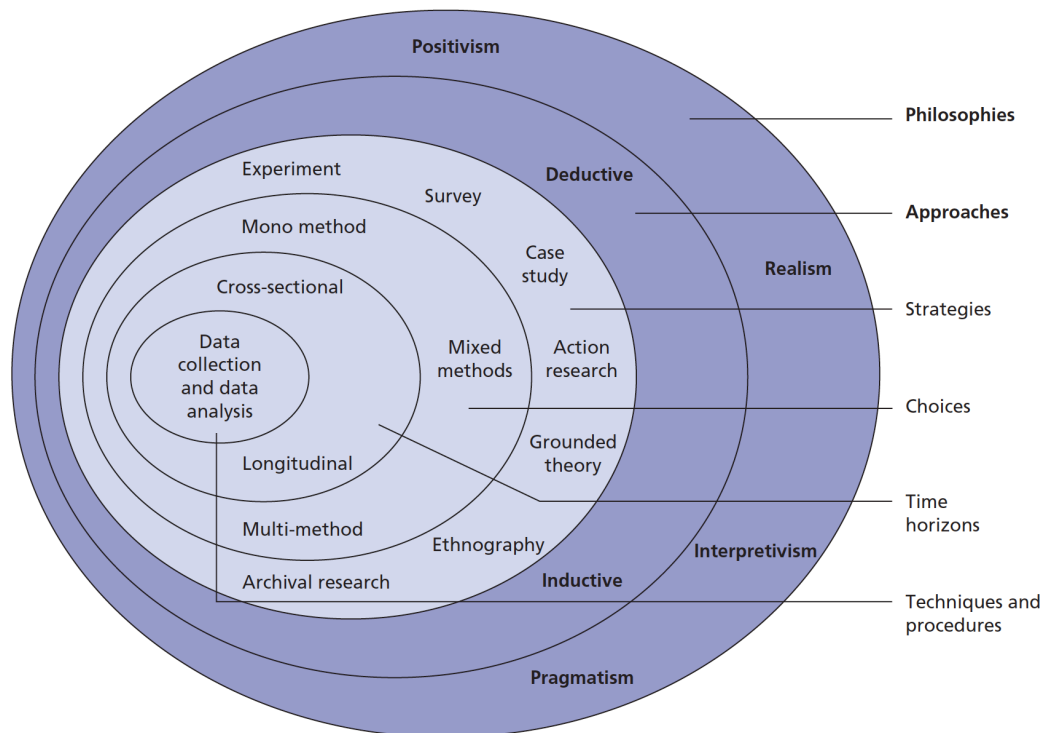 Positivism
Philosophies
Experiment
Deductive
Survey
Approaches
Mono method
Case
study
Realism
Cross-sectional
Strategies
Data
collection
and data
analysis
Mixed
methods
Action
research
Choices
Grounded
theory
Longitudinal
Time
horizons
Multi-method
Ethnography
Interpretivism
Archival research
Inductive
Techniques and
procedures
Pragmatism